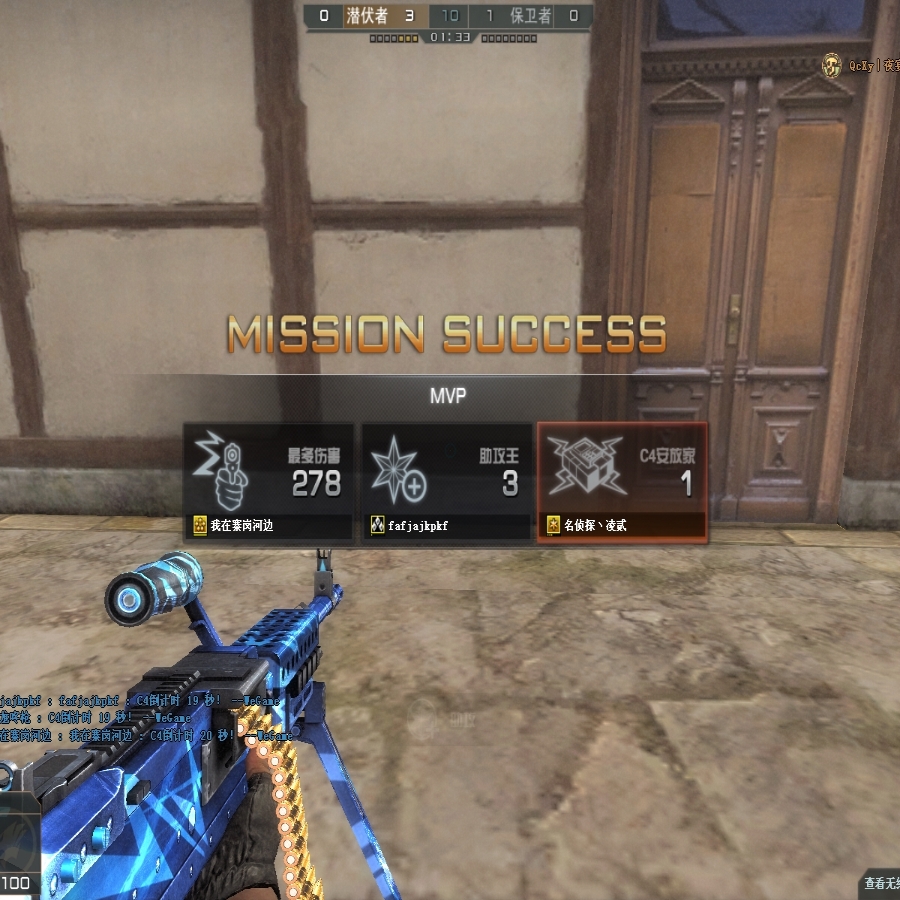 0 潜伏者 3 10 1 保卫者 0
01:33
QcXy
MISSION SUCCESS
MVP
最多伤害
278
我在寨岗河边
助攻王
3
fafjajkpkf
C4安放家
1
名侦探丶凌贰
jajkpkf : fafjajkpkf : C4倒计时 19 秒! --WeGame
: C4倒计时 19 秒! --WeGame
在寨岗河边 : 我在寨岗河边 : C4倒计时 20 秒! --WeGame
100
查看无